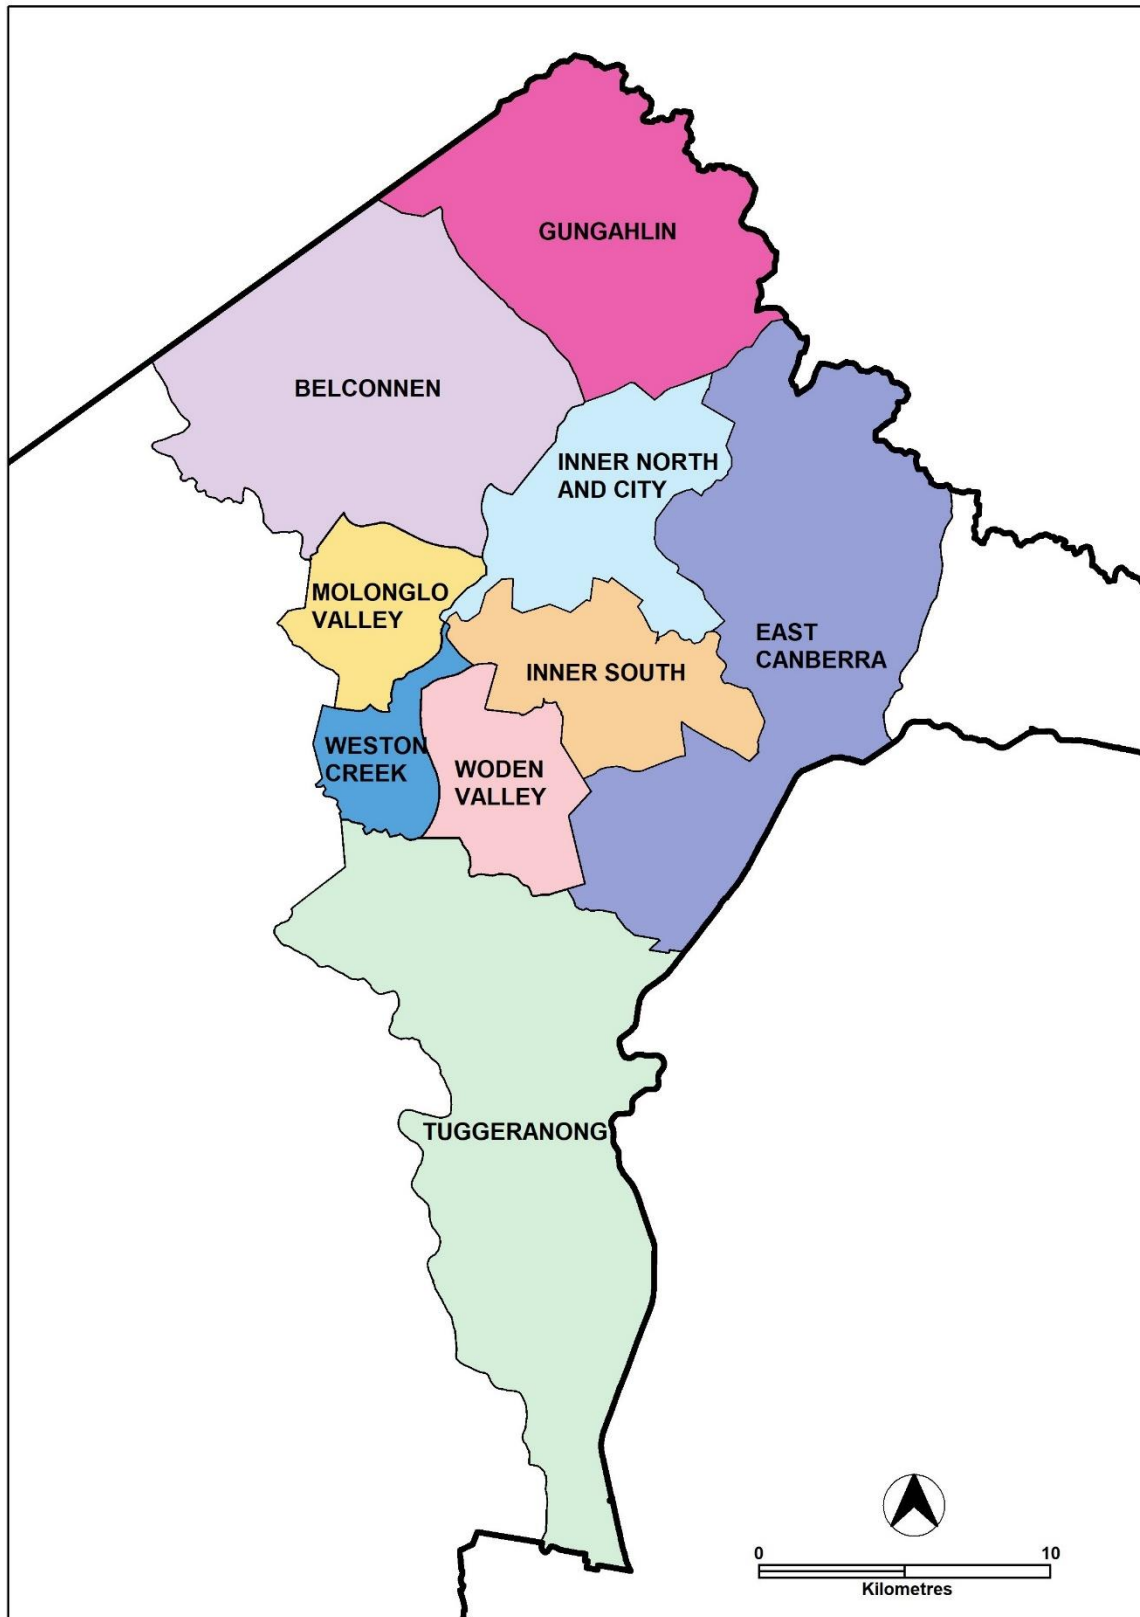 GUNGAHLIN
BELCONNEN
INNER NORTH
AND CITY
MOLONGLO
VALLEY
EAST
CANBERRA
INNER SOUTH
WESTON
CREEK
WODEN
VALLEY
TUGGERANONG
0 10
Kilometres